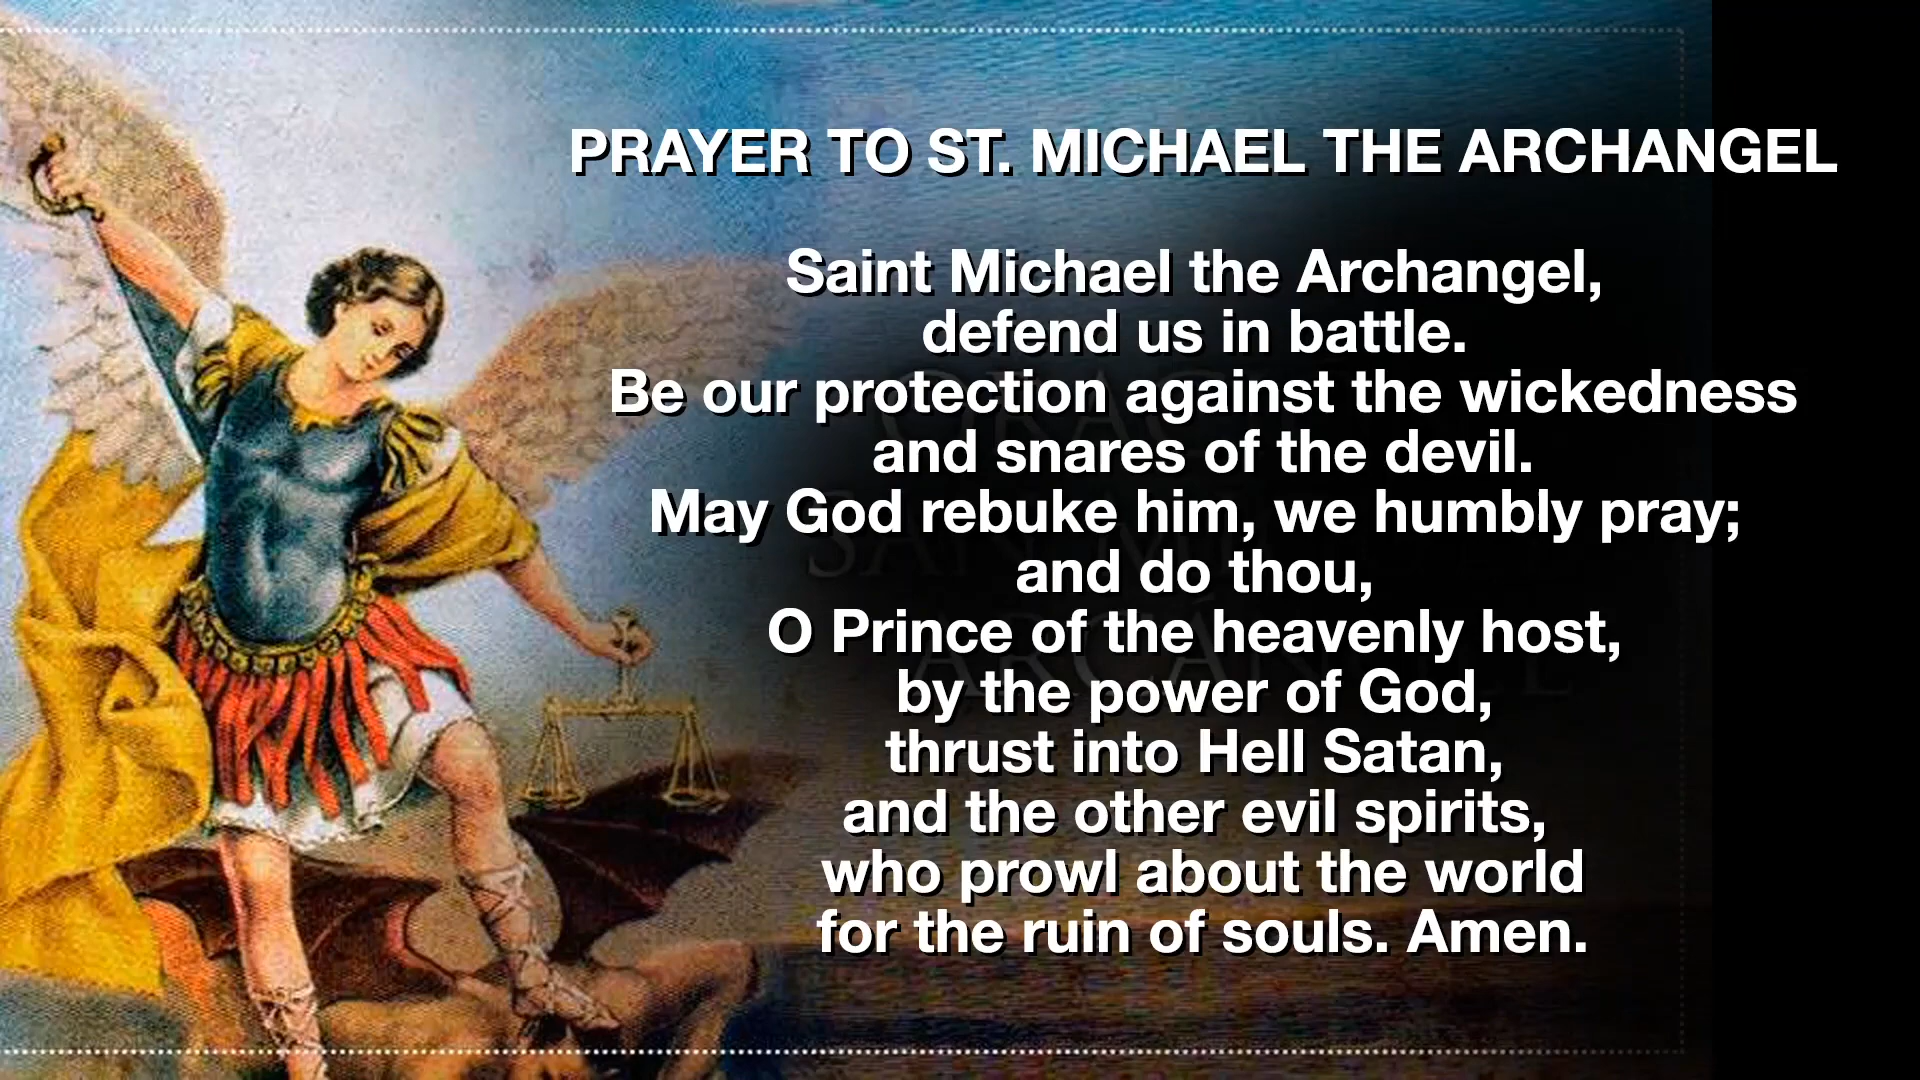 PRAYER TO ST. MICHAEL THE ARCHANGEL
Saint Michael the Archangel,
defend us in battle.
Be our protection against the wickedness
and snares of the devil.
May God rebuke him, we humbly pray;
and do thou,
O Prince of the heavenly host,
by the power of God,
thrust into Hell Satan,
and the other evil spirits,
who prowl about the world
for the ruin of souls. Amen.